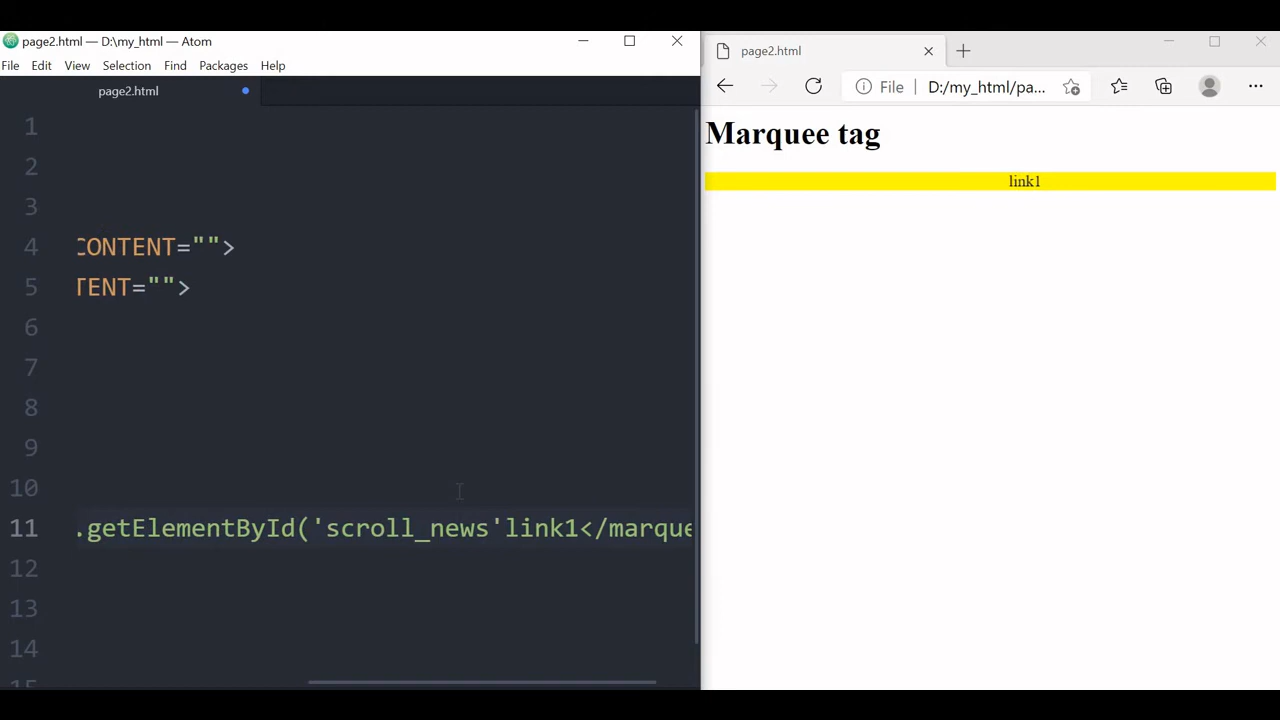 page2.html — D:\my_html — Atom
File Edit View Selection Find Packages Help
page2.html
1
2
3
4 CONTENT="">
5 TENT="">
6
7
8
9
10
11 .getElementById('scroll_news'link1</marque
12
13
14
15
page2.html
File D:/my_html/pa...
Marquee tag
link1